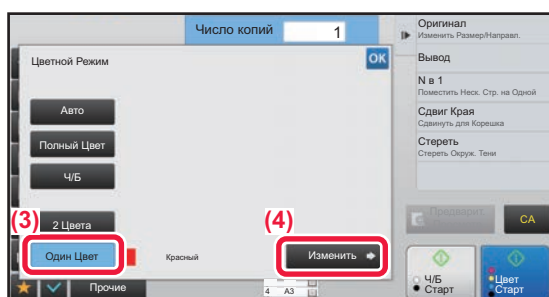 Число копий 1
Цветной Режим
OK
Авто
Полный Цвет
Ч/Б
(3)
2 Цвета
(4)
Один Цвет
Красный
Изменить
Прочие
4 A3
Оригинал
Изменить Размер/Направл.
Вывод
N в 1
Поместить Неск. Стр. на Одной
Сдвиг Края
Сдвинуть для Корешка
Стереть
Стереть Окруж. Тени
CA
Ч/Б
Старт
Цвет
Старт